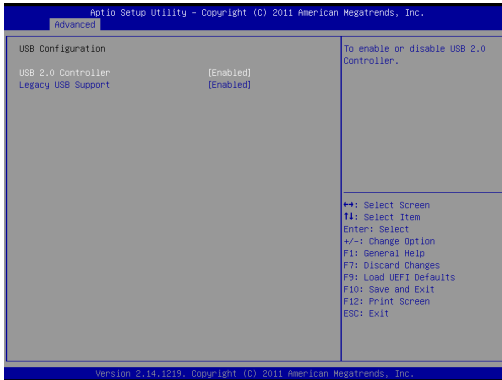 Aptio Setup Utility – Copyright (C) 2011 American Megatrends, Inc.
Advanced
USB Configuration
USB 2.0 Controller [Enabled]
Legacy USB Support [Enabled]
To enable or disable USB 2.0
Controller.
↔: Select Screen
↑↓: Select Item
Enter: Select
+/-: Change Option
F1: General Help
F7: Discard Changes
F9: Load UEFI Defaults
F10: Save and Exit
F12: Print Screen
ESC: Exit
Version 2.14.1219. Copyright (C) 2011 American Megatrends, Inc.